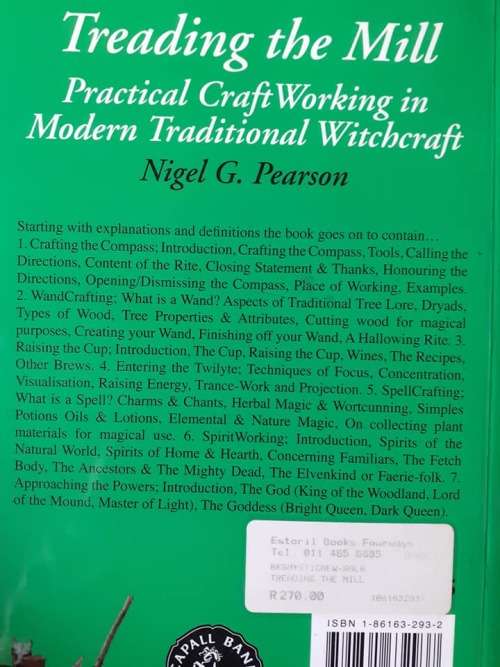 Treading the Mill
Practical CraftWorking in
Modern Traditional Witchcraft
Nigel G. Pearson
Starting with explanations and definitions the book goes on to contain…
1. Crafting the Compass; Introduction, Crafting the Compass, Tools, Calling the
Directions, Content of the Rite, Closing Statement & Thanks, Honouring the
Directions, Opening/Dismissing the Compass, Place of Working, Examples.
2. WandCrafting; What is a Wand? Aspects of Traditional Tree Lore, Dryads,
Types of Wood, Tree Properties & Attributes, Cutting wood for magical
purposes, Creating your Wand, Finishing off your Wand, A Hallowing Rite. 3.
Raising the Cup; Introduction, The Cup, Raising the Cup, Wines, The Recipes,
Other Brews. 4. Entering the Twilyte; Techniques of Focus, Concentration,
Visualisation, Raising Energy, Trance-Work and Projection. 5. SpellCrafting;
What is a Spell? Charms & Chants, Herbal Magic & Wortcunning, Simples
Potions Oils & Lotions, Elemental & Nature Magic, On collecting plant
materials for magical use. 6. SpiritWorking; Introduction, Spirits of the
Natural World, Spirits of Home & Hearth, Concerning Familiars, The Fetch
Body, The Ancestors & The Mighty Dead, The Elvenkind or Faerie-folk. 7.
Approaching the Powers; Introduction, The God (King of the Woodland, Lord
of the Mound, Master of Light), The Goddess (Bright Queen, Dark Queen).
Estoril Books Fourways
Tel. 011 465
TREADING THE MILL
R270.00
ISBN 1-86163-293-2
APALL BAN